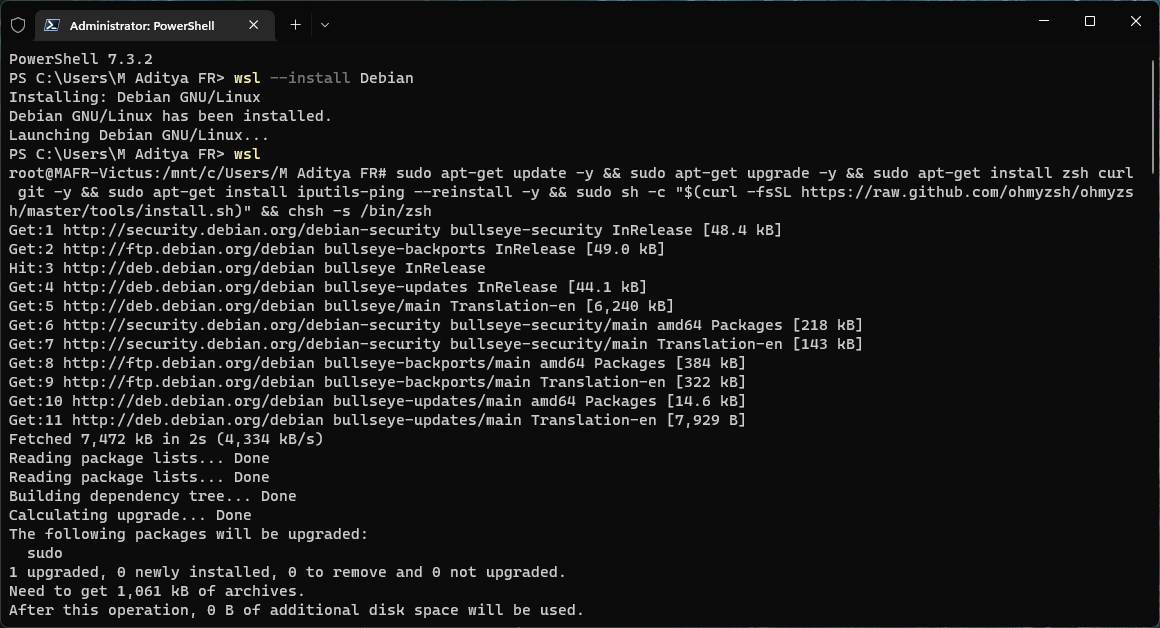 Administrator: PowerShell
PowerShell 7.3.2
PS C:\Users\M Aditya FR> wsl --install Debian
Installing: Debian GNU/Linux
Debian GNU/Linux has been installed.
Launching Debian GNU/Linux...
PS C:\Users\M Aditya FR> wsl
root@MAFR-Victus:/mnt/c/Users/M Aditya FR# sudo apt-get update -y && sudo apt-get upgrade -y && sudo apt-get install zsh curl
 git -y && sudo apt-get install iputils-ping --reinstall -y && sudo sh -c "$(curl -fsSL https://raw.github.com/ohmyzsh/ohmyzs
h/master/tools/install.sh)" && chsh -s /bin/zsh
Get:1 http://security.debian.org/debian-security bullseye-security InRelease [48.4 kB]
Get:2 http://ftp.debian.org/debian bullseye-backports InRelease [49.0 kB]
Hit:3 http://deb.debian.org/debian bullseye InRelease
Get:4 http://deb.debian.org/debian bullseye-updates InRelease [44.1 kB]
Get:5 http://deb.debian.org/debian bullseye/main Translation-en [6,240 kB]
Get:6 http://security.debian.org/debian-security bullseye-security/main amd64 Packages [218 kB]
Get:7 http://security.debian.org/debian-security bullseye-security/main Translation-en [143 kB]
Get:8 http://ftp.debian.org/debian bullseye-backports/main amd64 Packages [384 kB]
Get:9 http://ftp.debian.org/debian bullseye-backports/main Translation-en [322 kB]
Get:10 http://deb.debian.org/debian bullseye-updates/main amd64 Packages [14.6 kB]
Get:11 http://deb.debian.org/debian bullseye-updates/main Translation-en [7,929 B]
Fetched 7,472 kB in 2s (4,334 kB/s)
Reading package lists... Done
Reading package lists... Done
Building dependency tree... Done
Calculating upgrade... Done
The following packages will be upgraded:
  sudo
1 upgraded, 0 newly installed, 0 to remove and 0 not upgraded.
Need to get 1,061 kB of archives.
After this operation, 0 B of additional disk space will be used.